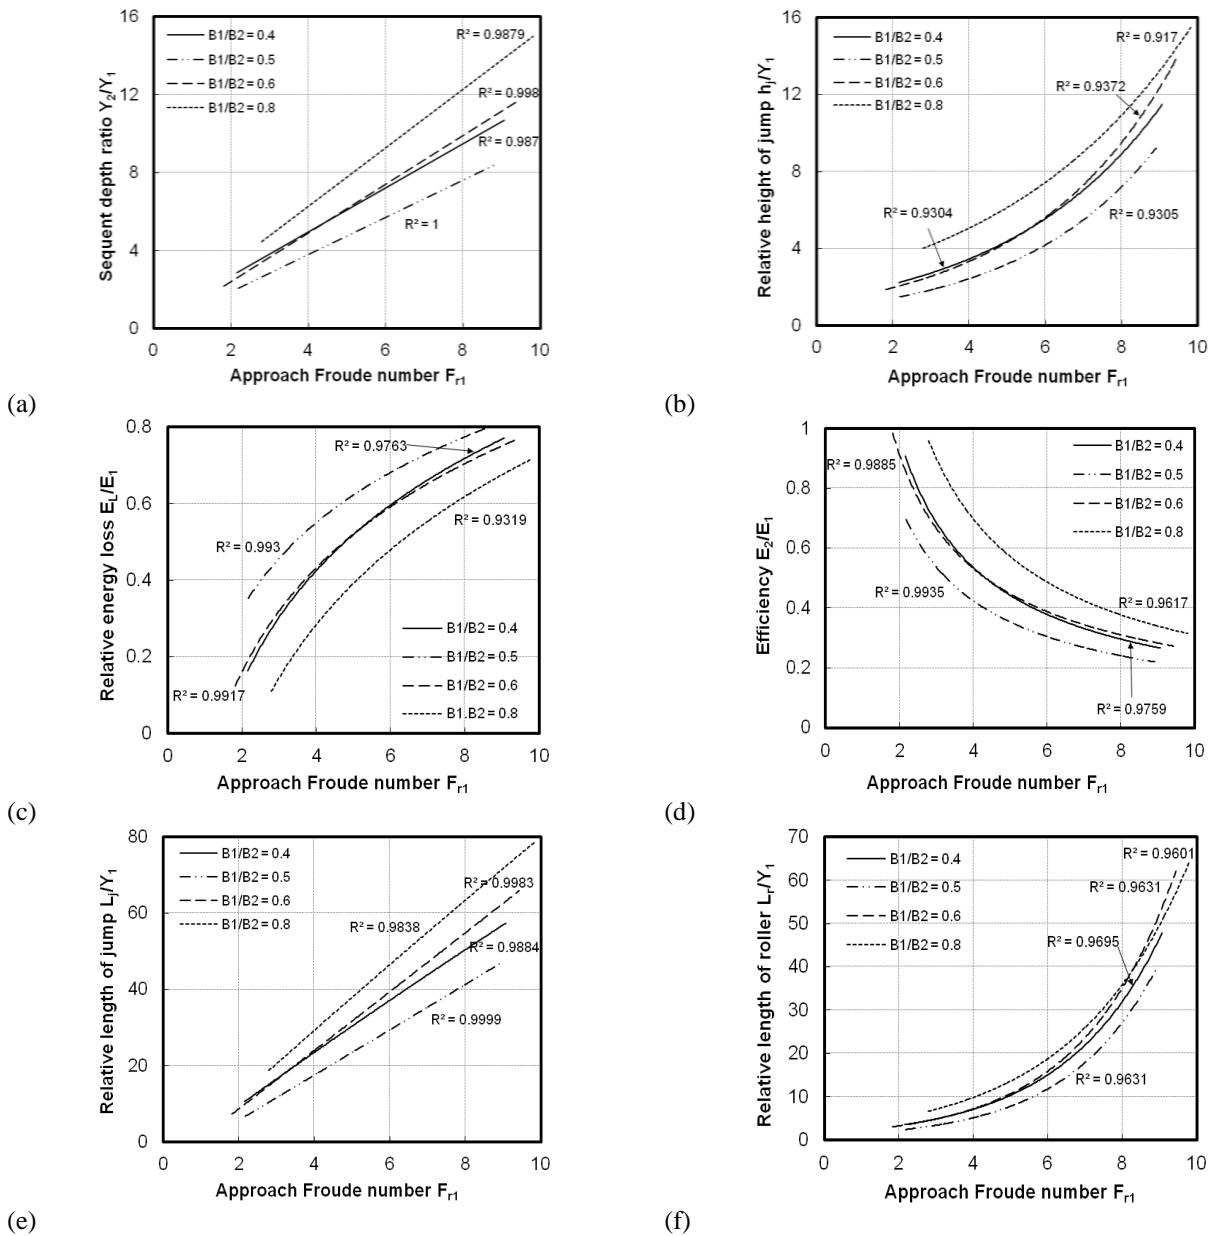 16
12
8
4
0
0 2 4 6 8 10
Sequent depth ratio Y2/Y1
Approach Froude number Fr1
B1/B2 = 0.4
B1/B2 = 0.5
B1/B2 = 0.6
B1/B2 = 0.8
R² = 0.9879
R² = 0.998
R² = 0.987
R² = 1
(a)
16
12
8
4
0
0 2 4 6 8 10
Relative height of jump hj/Y1
Approach Froude number Fr1
B1/B2 = 0.4
B1/B2 = 0.5
B1/B2 = 0.6
B1/B2 = 0.8
R² = 0.917
R² = 0.9372
R² = 0.9304
R² = 0.9305
(b)
0.8
0.6
0.4
0.2
0
0 2 4 6 8 10
Relative energy loss EL/E1
Approach Froude number Fr1
R² = 0.9763
R² = 0.9319
R² = 0.993
R² = 0.9917
B1/B2 = 0.4
B1/B2 = 0.5
B1/B2 = 0.6
B1.B2 = 0.8
(c)
1
0.8
0.6
0.4
0.2
0
0 2 4 6 8 10
Efficiency E2/E1
Approach Froude number Fr1
B1/B2 = 0.4
B1/B2 = 0.5
B1/B2 = 0.6
B1/B2 = 0.8
R² = 0.9885
R² = 0.9935
R² = 0.9617
R² = 0.9759
(d)
80
60
40
20
0
0 2 4 6 8 10
Relative length of jump Lj/Y1
Approach Froude number Fr1
B1/B2 = 0.4
B1/B2 = 0.5
B1/B2 = 0.6
B1/B2 = 0.8
R² = 0.9983
R² = 0.9838
R² = 0.9884
R² = 0.9999
(e)
70
60
50
40
30
20
10
0
0 2 4 6 8 10
Relative length of roller Lr/Y1
Approach Froude number Fr1
B1/B2 = 0.4
B1/B2 = 0.5
B1/B2 = 0.6
B1/B2 = 0.8
R² = 0.9601
R² = 0.9631
R² = 0.9695
R² = 0.9631
(f)